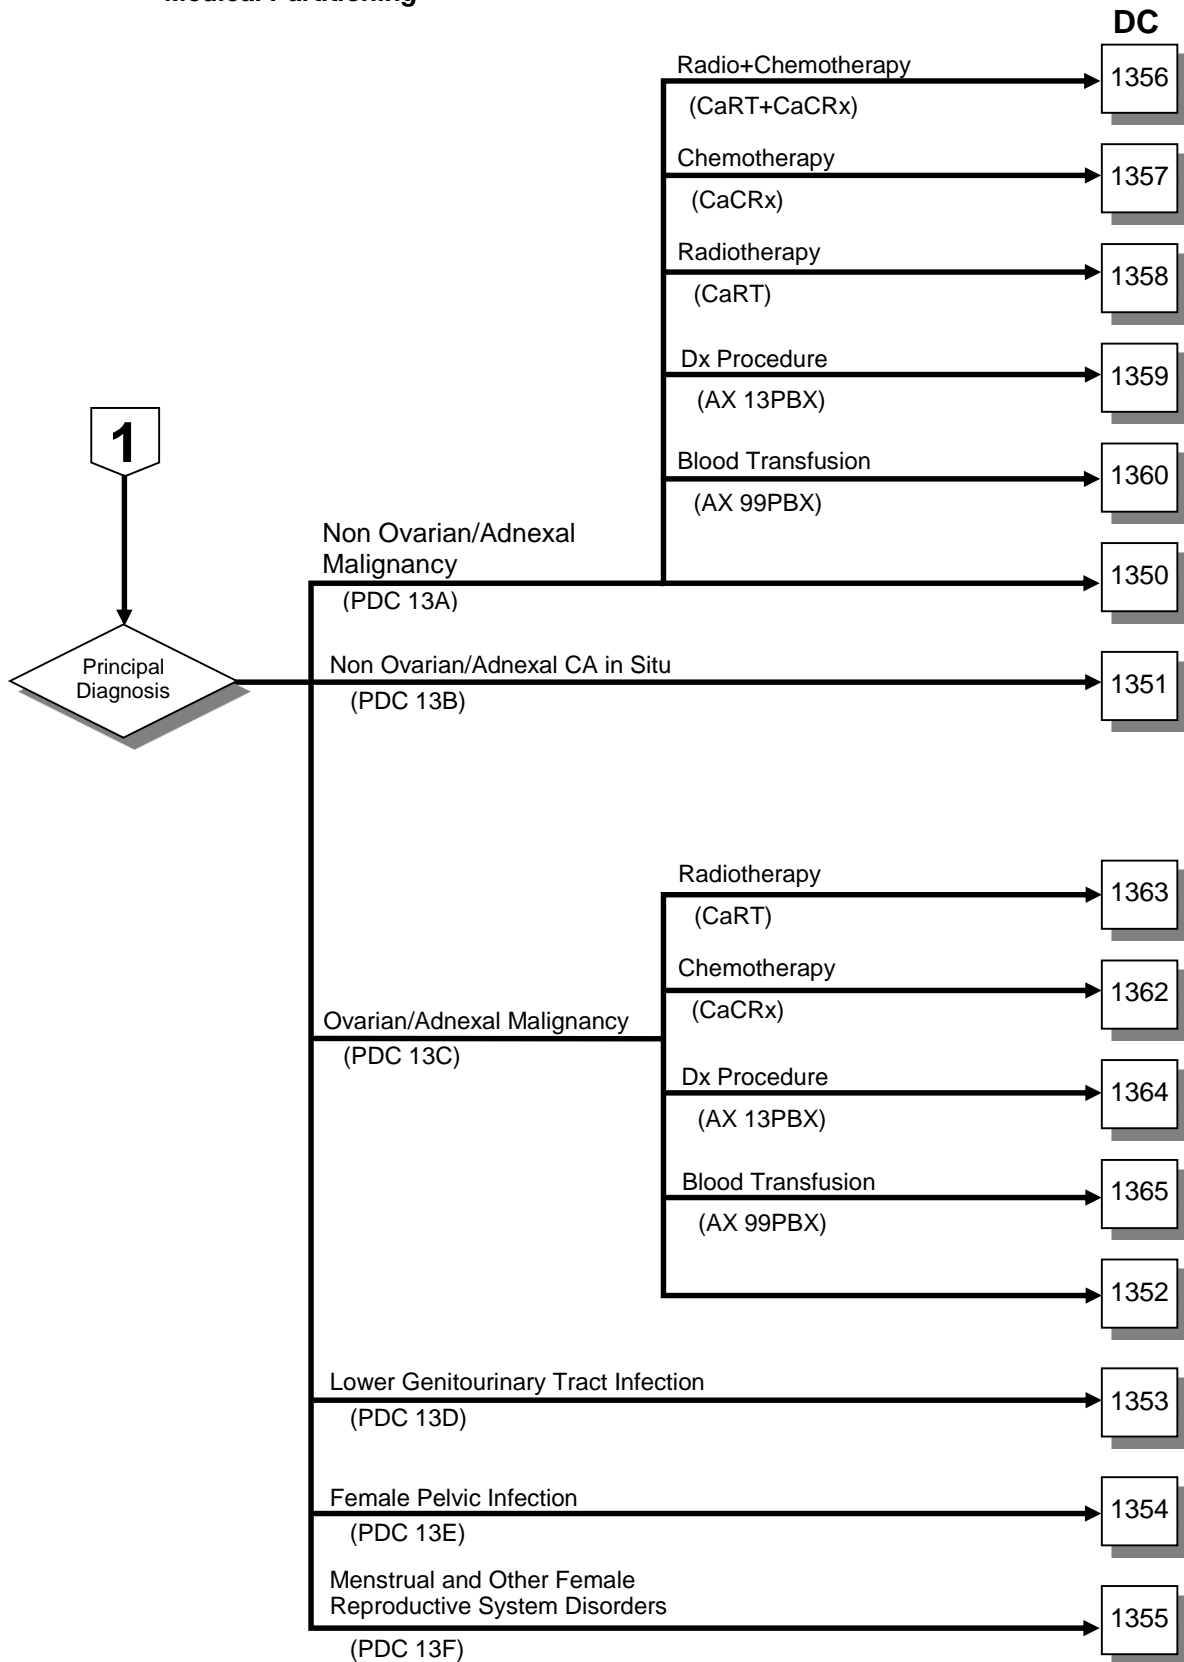 Medical Partitioning
DC
Radio+Chemotherapy
(CaRT+CaCRx)
1356
Chemotherapy
(CaCRx)
1357
Radiotherapy
(CaRT)
1358
Dx Procedure
(AX 13PBX)
1359
Blood Transfusion
(AX 99PBX)
1360
1
Non Ovarian/Adnexal
Malignancy
(PDC 13A)
1350
Principal
Diagnosis
Non Ovarian/Adnexal CA in Situ
(PDC 13B)
1351
Radiotherapy
(CaRT)
1363
Chemotherapy
(CaCRx)
1362
Ovarian/Adnexal Malignancy
(PDC 13C)
Dx Procedure
(AX 13PBX)
1364
Blood Transfusion
(AX 99PBX)
1365
1352
Lower Genitourinary Tract Infection
(PDC 13D)
1353
Female Pelvic Infection
(PDC 13E)
1354
Menstrual and Other Female
Reproductive System Disorders
(PDC 13F)
1355